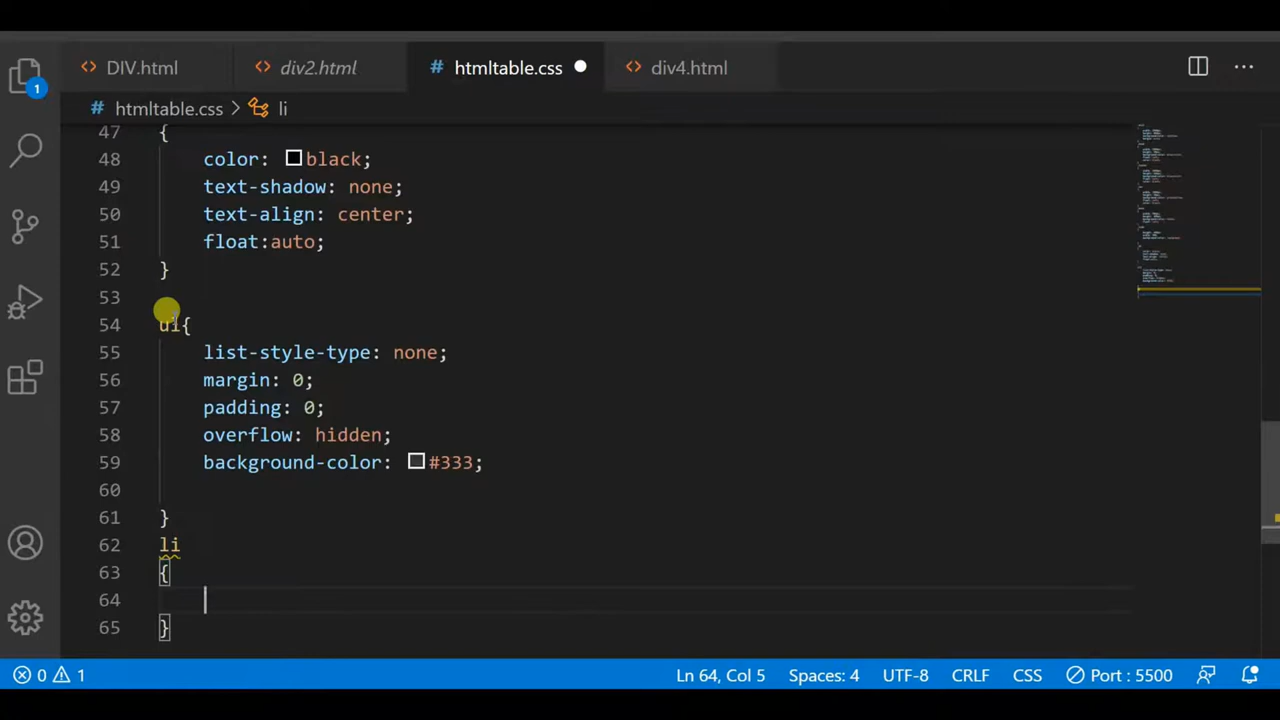 DIV.html
div2.html
# htmltable.css
div4.html
1
# htmltable.css > li
47 {
48 color: black;
49 text-shadow: none;
50 text-align: center;
51 float:auto;
52 }
53
54 ui{
55 list-style-type: none;
56 margin: 0;
57 padding: 0;
58 overflow: hidden;
59 background-color: #333;
60
61 }
62 li
63 {
64
65 }
0 1 Ln 64, Col 5 Spaces: 4 UTF-8 CRLF CSS Port : 5500